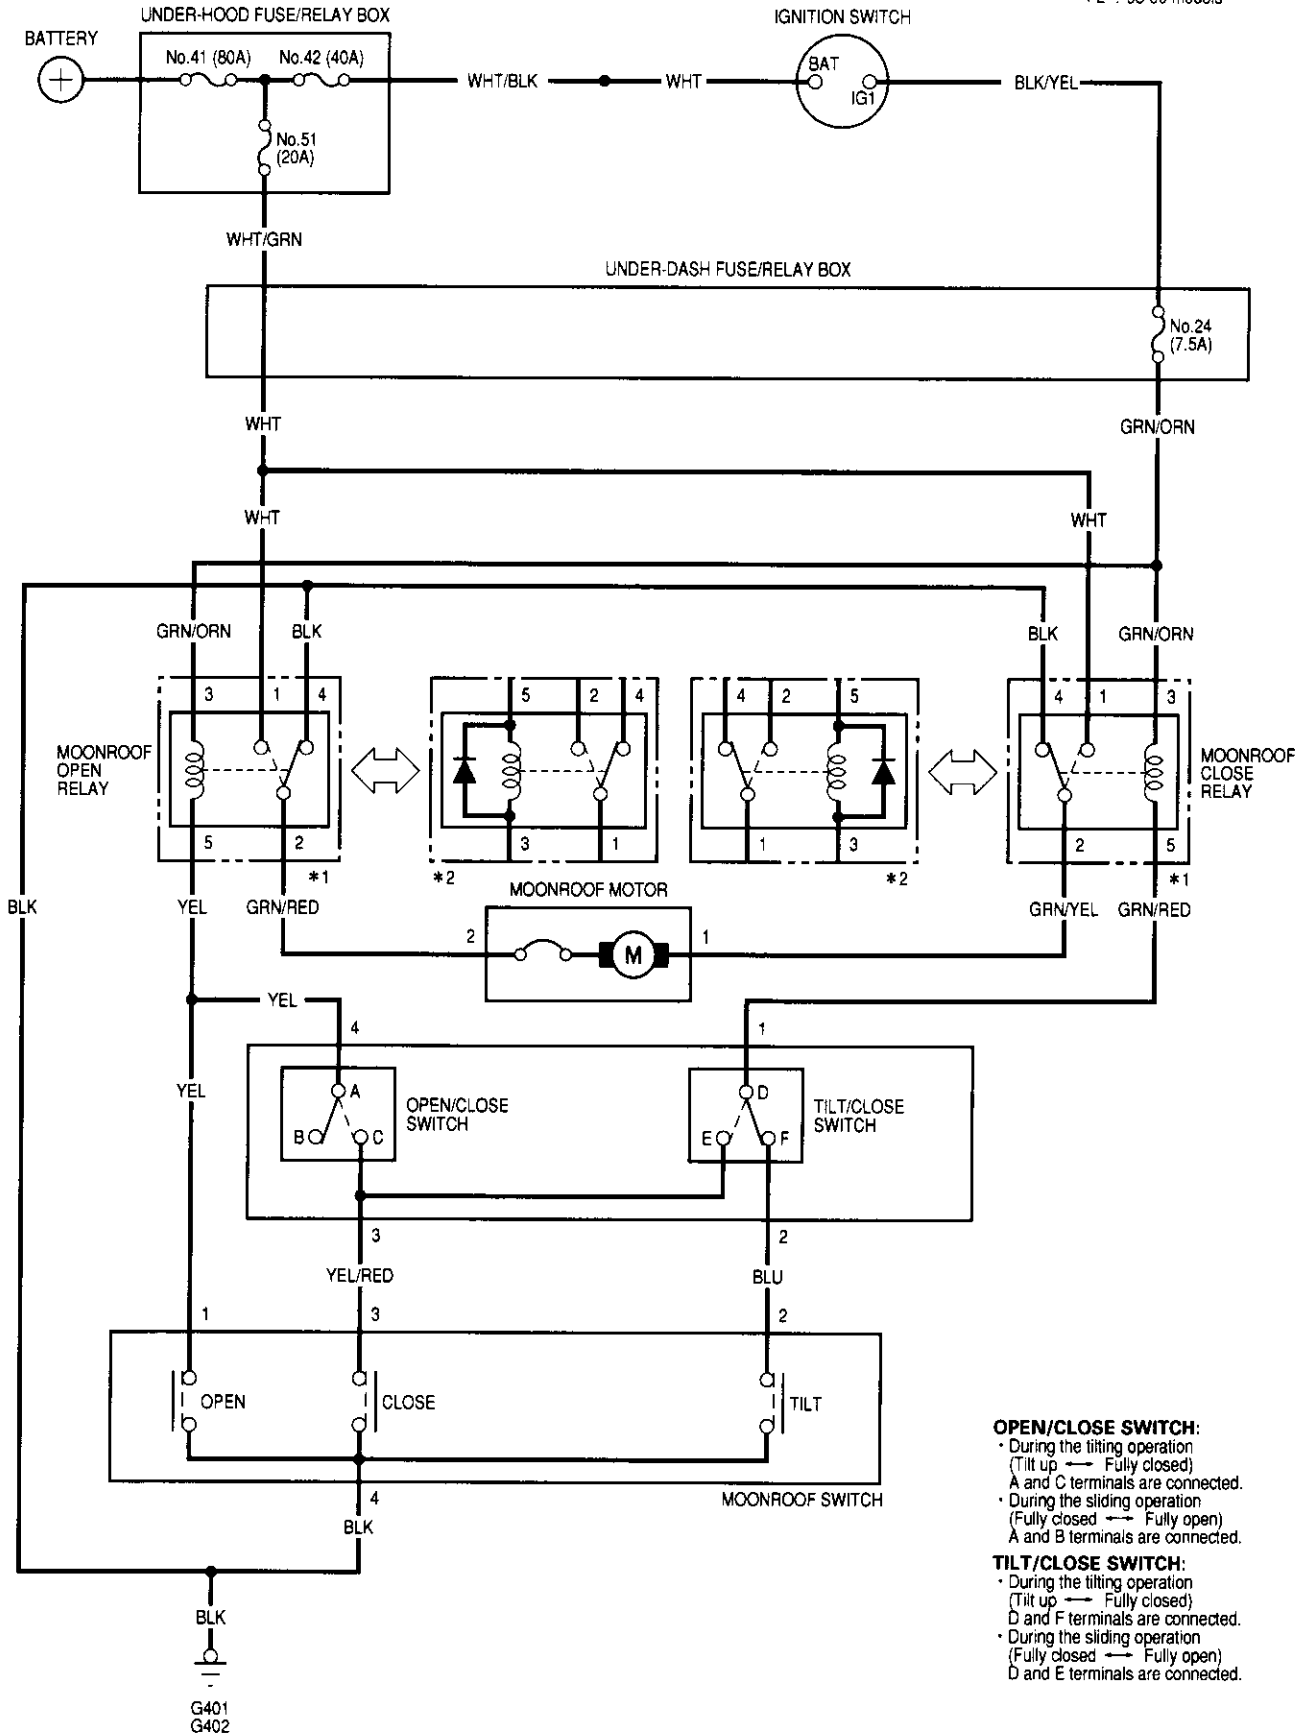 UNDER-HOOD FUSE/RELAY BOX
IGNITION SWITCH
BATTERY
No.41 (80A)
No.42 (40A)
BAT
WHT/BLK
WHT
IG1
BLK/YEL
No.51
(20A)
WHT/GRN
UNDER-DASH FUSE/RELAY BOX
No.24
(7.5A)
WHT
GRN/ORN
WHT
WHT
GRN/ORN
BLK
BLK
GRN/ORN
3 1 4
5 2 4
4 2 5
4 1 3
MOONROOF
OPEN
RELAY
MOONROOF
CLOSE
RELAY
5 2
3 1
1 3
2 5
*1
*2
*2
*1
MOONROOF MOTOR
BLK
YEL
GRN/RED
GRN/YEL
GRN/RED
2
M
1
YEL
4
1
YEL
A
B
C
OPEN/CLOSE
SWITCH
D
E
F
TILT/CLOSE
SWITCH
3
2
YEL/RED
BLU
1
3
2
OPEN
CLOSE
TILT
4
MOONROOF SWITCH
BLK
BLK
G401
G402
OPEN/CLOSE SWITCH:
· During the tilting operation
(Tilt up ⟷ Fully closed)
A and C terminals are connected.
· During the sliding operation
(Fully closed ⟷ Fully open)
A and B terminals are connected.
TILT/CLOSE SWITCH:
· During the tilting operation
(Tilt up ⟷ Fully closed)
D and F terminals are connected.
· During the sliding operation
(Fully closed ⟷ Fully open)
D and E terminals are connected.